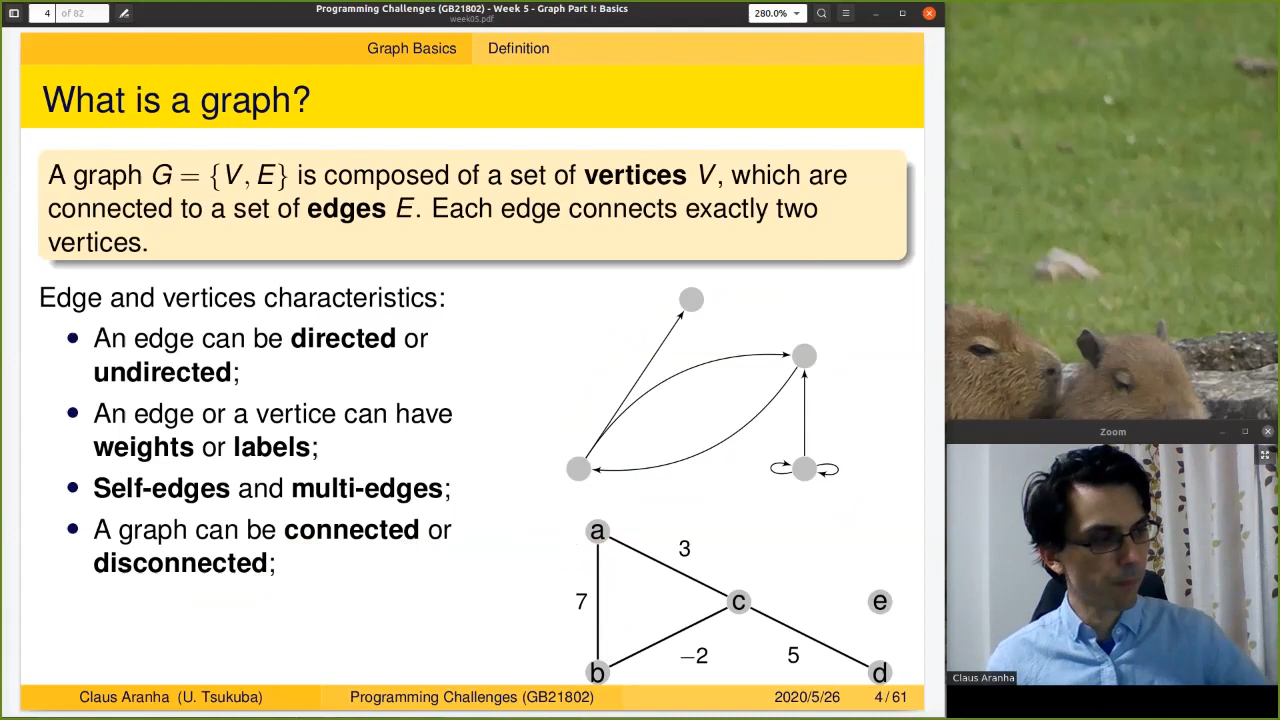 4 of 82
Programming Challenges (GB21802) - Week 5 - Graph Part I: Basics
week05.pdf
280.0%
Graph Basics Definition
What is a graph?
A graph G = {V, E} is composed of a set of vertices V, which are
connected to a set of edges E. Each edge connects exactly two
vertices.
Edge and vertices characteristics:
• An edge can be directed or
undirected;
• An edge or a vertice can have
weights or labels;
• Self-edges and multi-edges;
• A graph can be connected or
disconnected;
a
3
7
c
e
−2
5
b
d
Claus Aranha (U. Tsukuba) Programming Challenges (GB21802) 2020/5/26 4 / 61
Zoom
Claus Aranha